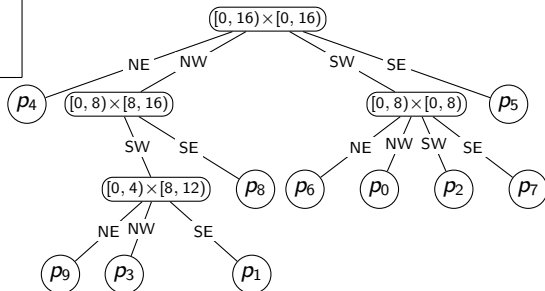 [0, 16)×[0, 16)
NE NW SW SE
p4 [0, 8)×[8, 16) [0, 8)×[0, 8) p5
SW SE NE NW SW SE
[0, 4)×[8, 12) p8 p6 p0 p2 p7
NE NW SE
p9 p3 p1